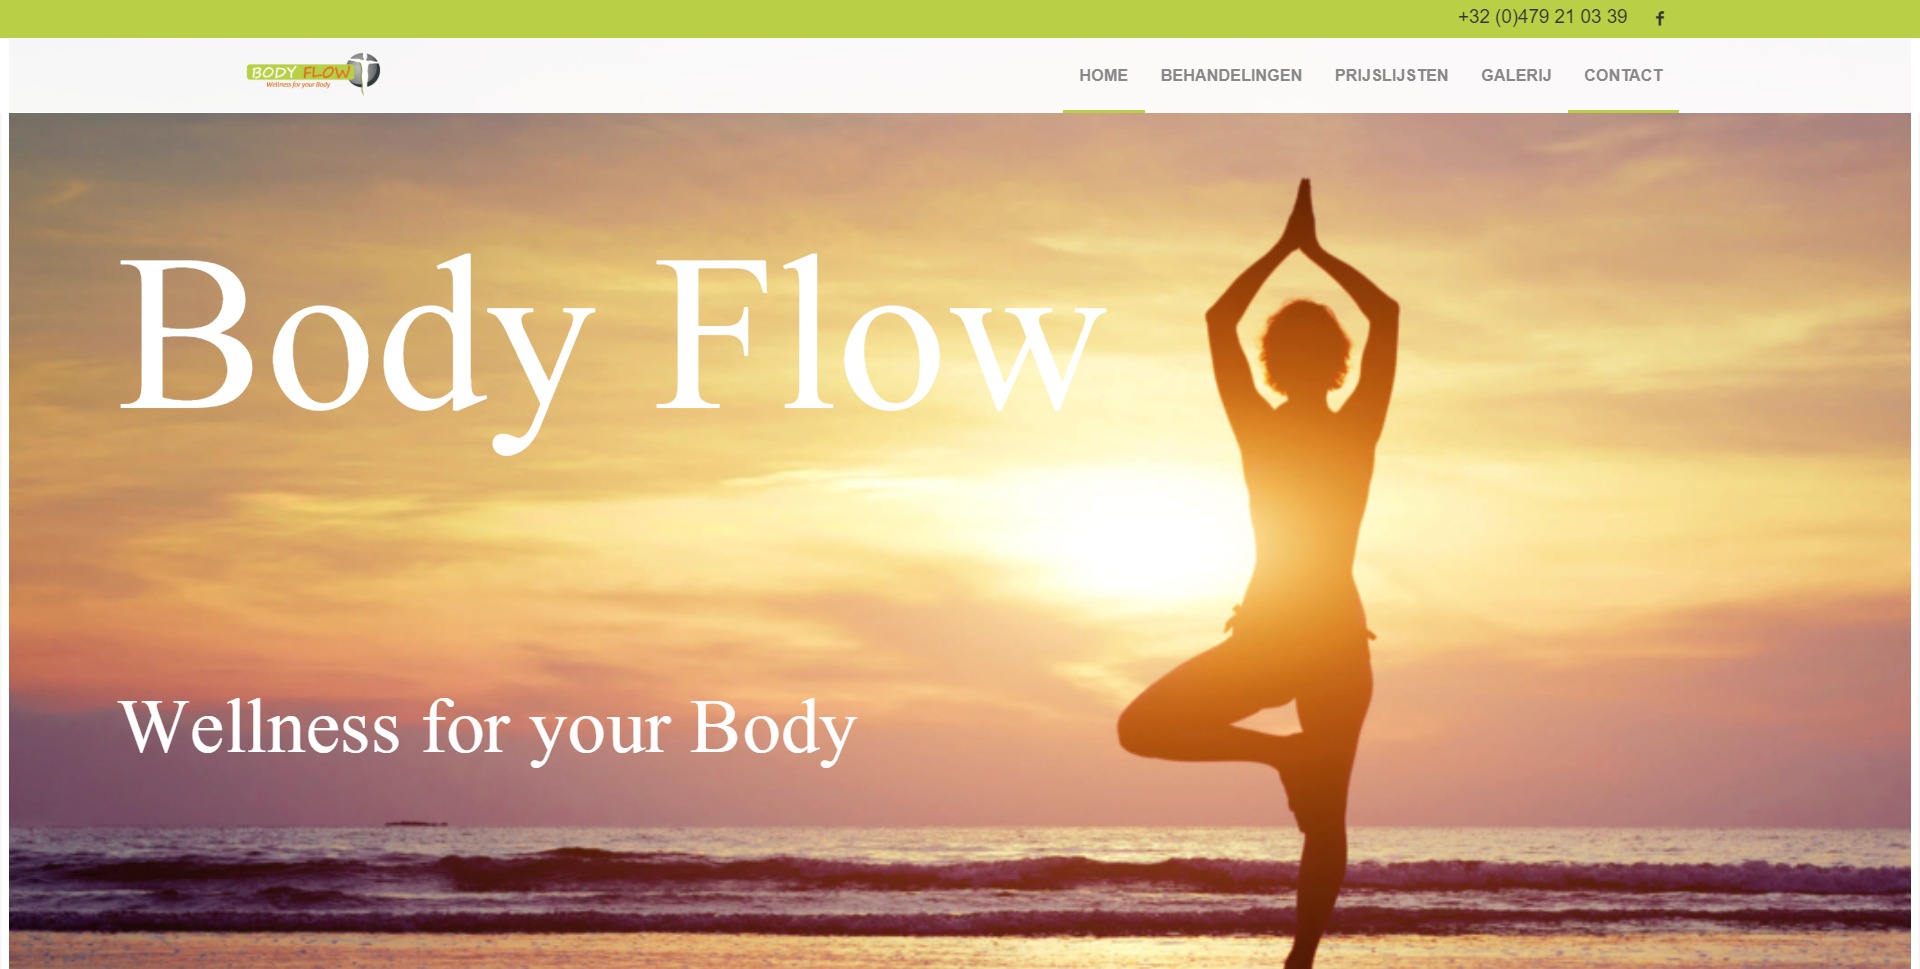 +32 (0)479 21 03 39
BODY FLOW
Wellness for your Body
HOME BEHANDELINGEN PRIJSLIJSTEN GALERIJ CONTACT
Body Flow
Wellness for your Body